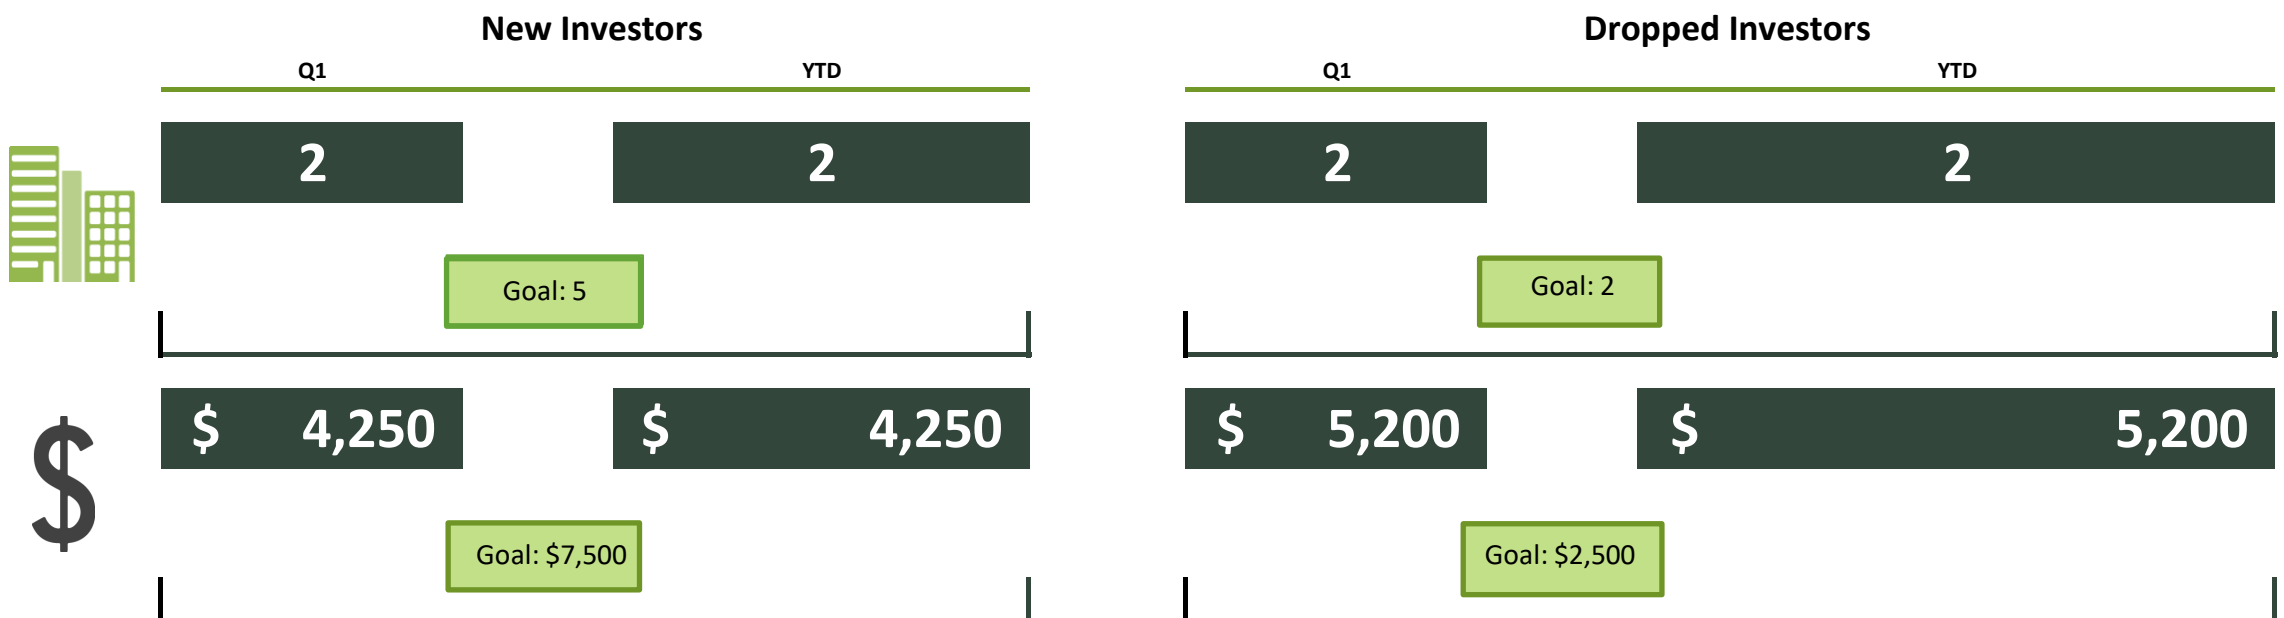 New Investors
Dropped Investors
Q1 YTD
Q1 YTD
2 2
2 2
Goal: 5
Goal: 2
$ 4,250 $ 4,250
$ 5,200 $ 5,200
$
Goal: $7,500
Goal: $2,500